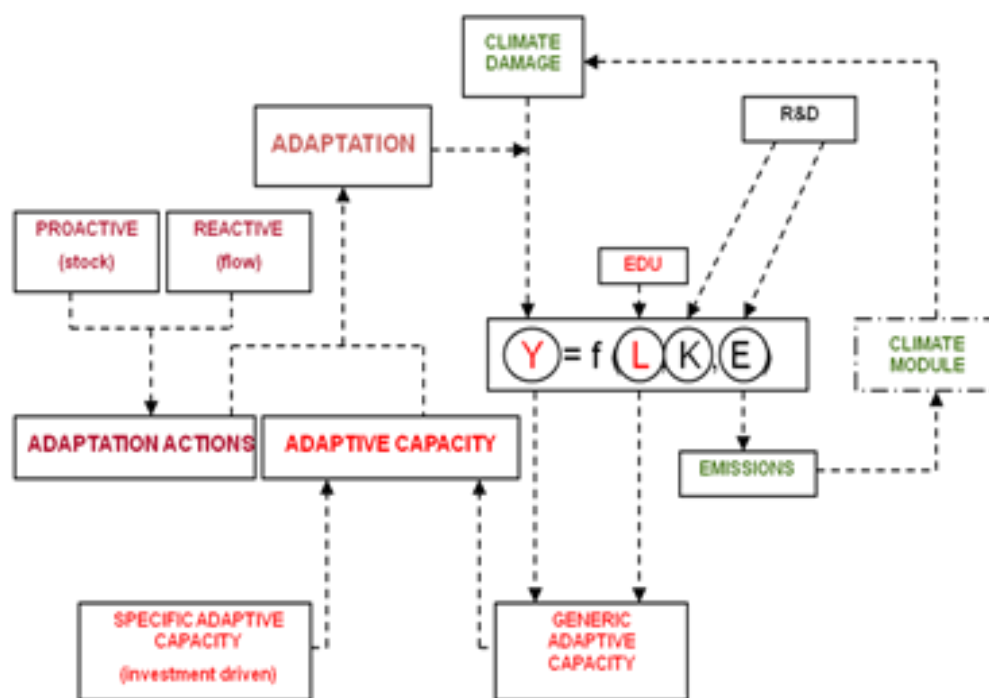 CLIMATE
DAMAGE
R&D
ADAPTATION
PROACTIVE
(stock)
REACTIVE
(flow)
EDU
Y = f (L, K, E)
CLIMATE
MODULE
ADAPTATION ACTIONS
ADAPTIVE CAPACITY
EMISSIONS
SPECIFIC ADAPTIVE
CAPACITY
(investment driven)
GENERIC
ADAPTIVE
CAPACITY